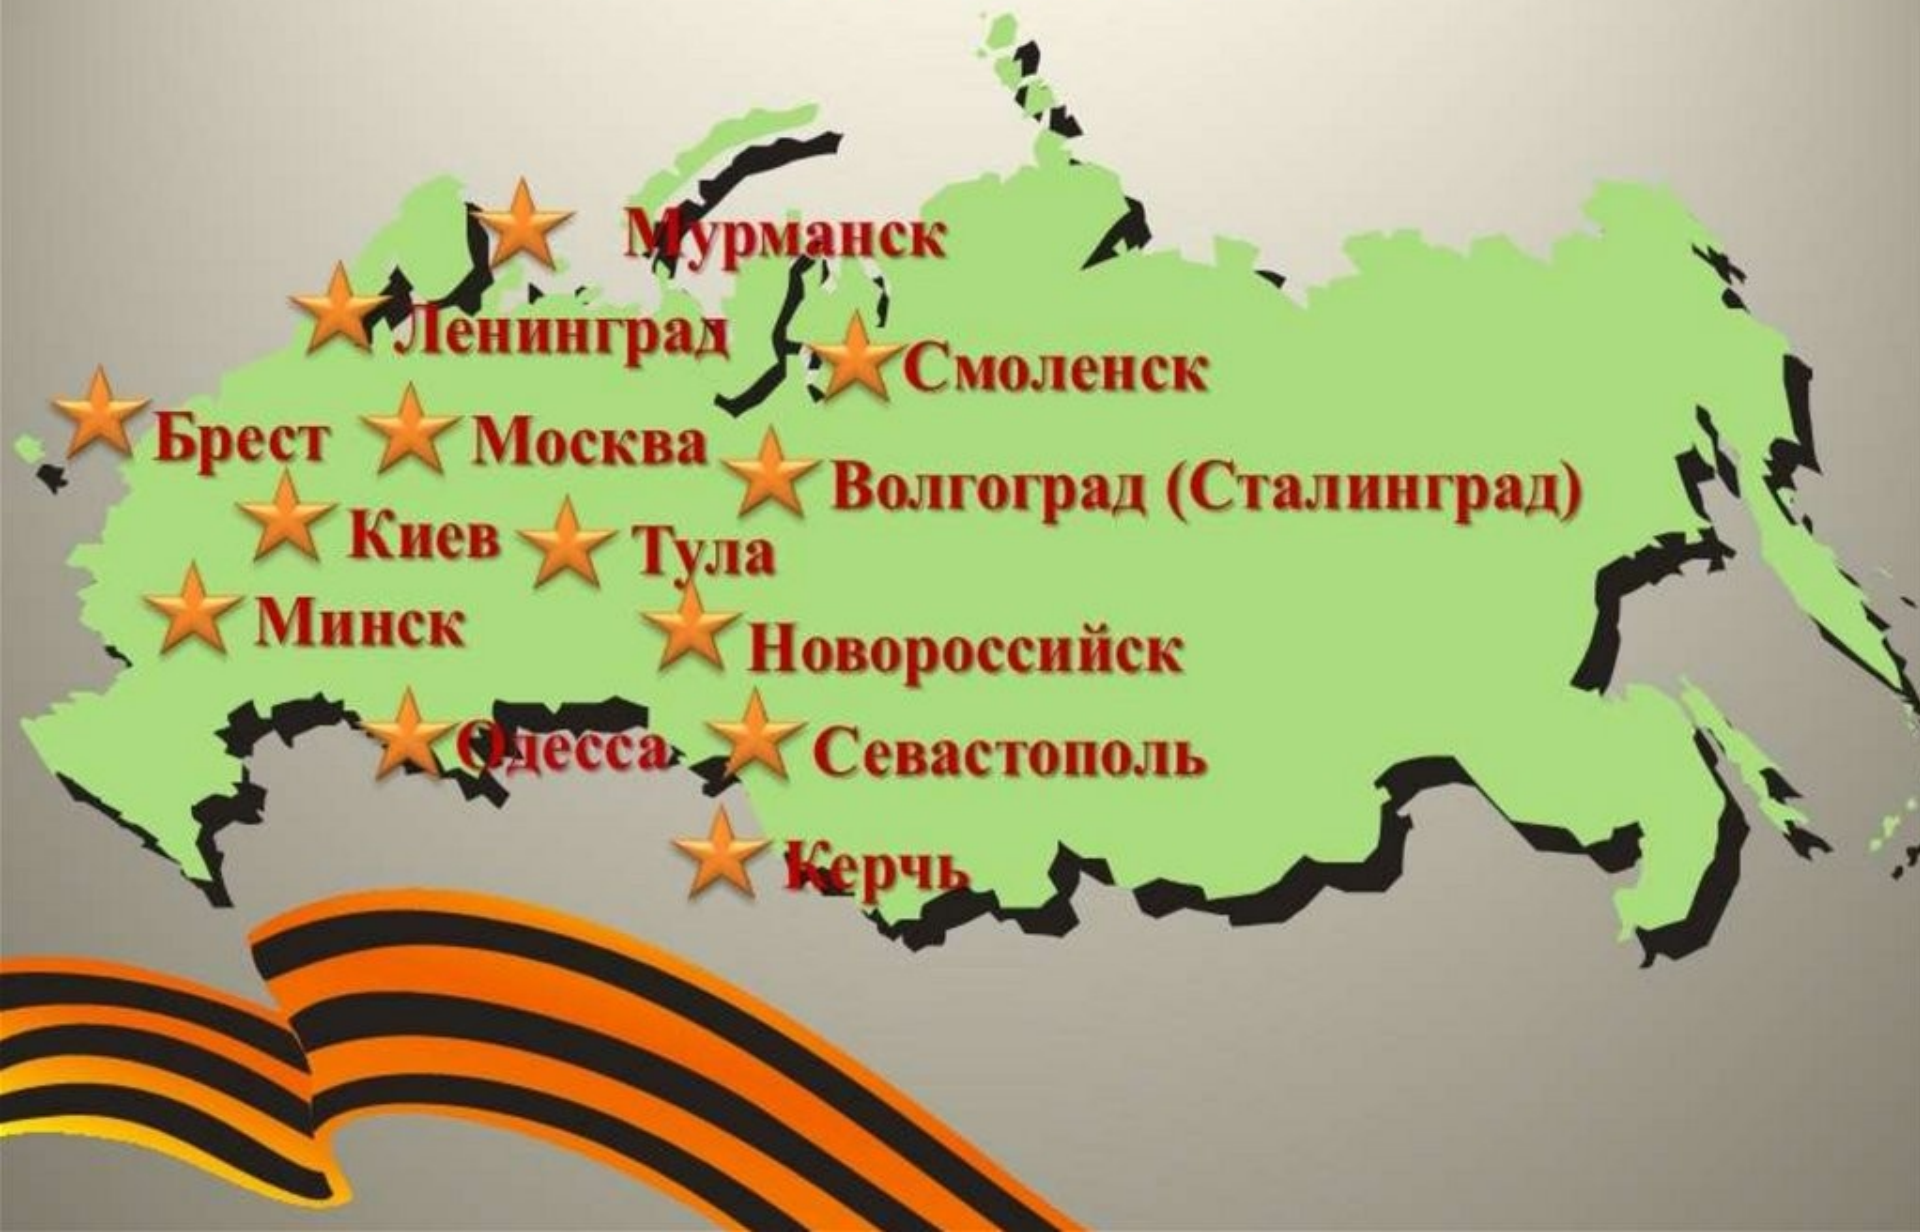 Мурманск
Ленинград
Смоленск
Брест
Москва
Волгоград (Сталинград)
Киев
Тула
Минск
Новороссийск
Одесса
Севастополь
Керчь